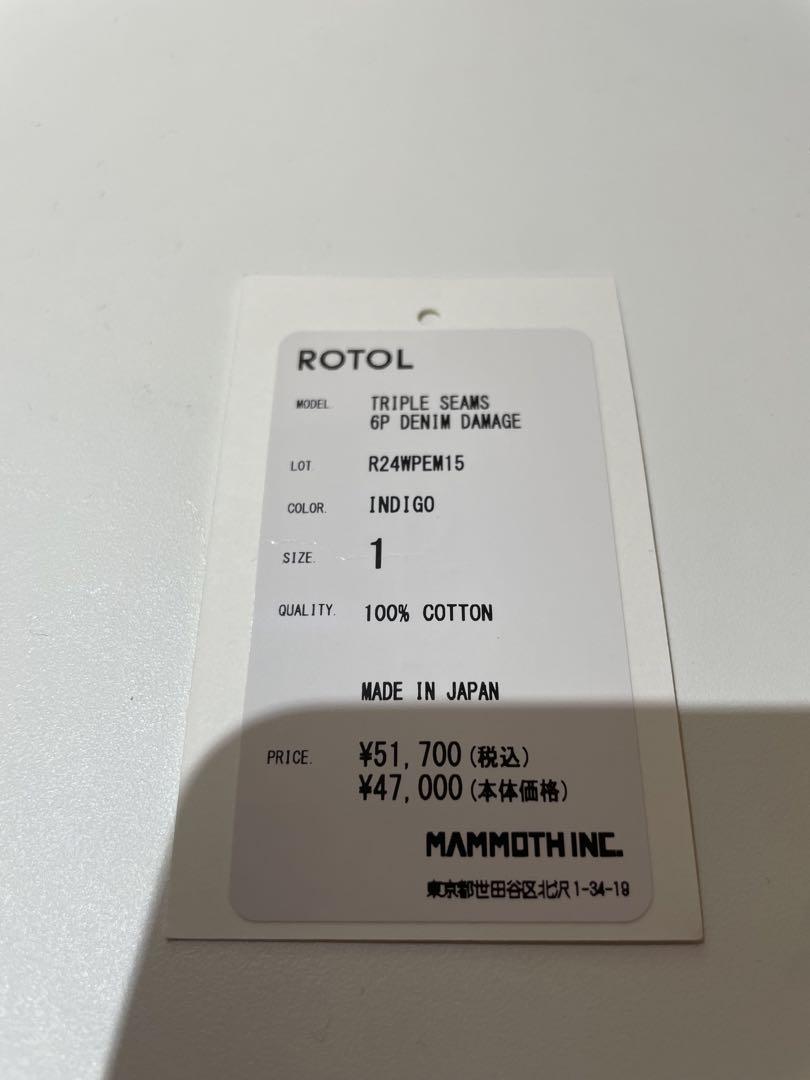 ROTOL
MODEL. TRIPLE SEAMS
6P DENIM DAMAGE
LOT R24WPEM15
COLOR. INDIGO
SIZE. 1
QUALITY. 100% COTTON
MADE IN JAPAN
PRICE. ¥51,700(税込)
¥47,000(本体価格)
MAMMOTH INC.
東京都世田谷区北沢1-34-19